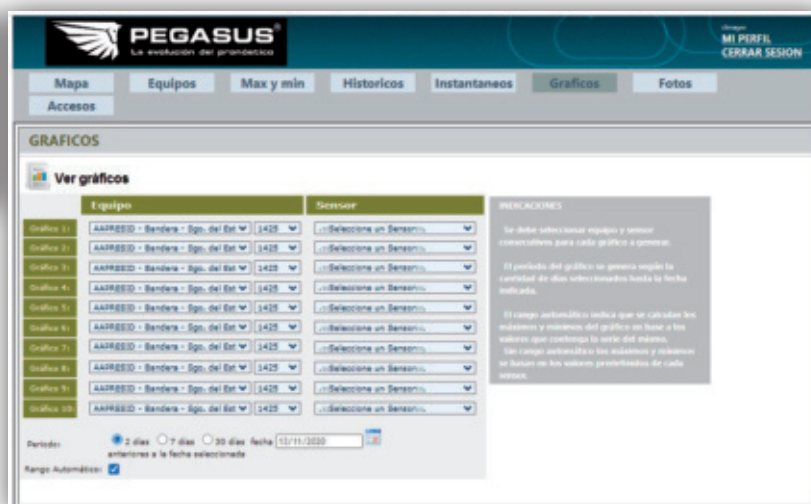 PEGASUS®
La evolución del pronóstico
MI PERFIL
CERRAR SESION
Mapa
Equipos
Max y min
Historicos
Instantaneos
Graficos
Fotos
Accesos
GRAFICOS
Ver gráficos
Equipo
Sensor
Gráfico 1: AAPRESID - Bandera - Sgo. del Est 1425 .::Seleccione un Sensor::.
Gráfico 2: AAPRESID - Bandera - Sgo. del Est 1425 .::Seleccione un Sensor::.
Gráfico 3: AAPRESID - Bandera - Sgo. del Est 1425 .::Seleccione un Sensor::.
Gráfico 4: AAPRESID - Bandera - Sgo. del Est 1425 .::Seleccione un Sensor::.
Gráfico 5: AAPRESID - Bandera - Sgo. del Est 1425 .::Seleccione un Sensor::.
Gráfico 6: AAPRESID - Bandera - Sgo. del Est 1425 .::Seleccione un Sensor::.
Gráfico 7: AAPRESID - Bandera - Sgo. del Est 1425 .::Seleccione un Sensor::.
Gráfico 8: AAPRESID - Bandera - Sgo. del Est 1425 .::Seleccione un Sensor::.
Gráfico 9: AAPRESID - Bandera - Sgo. del Est 1425 .::Seleccione un Sensor::.
Gráfico 10: AAPRESID - Bandera - Sgo. del Est 1425 .::Seleccione un Sensor::.
INDICACIONES
Se debe seleccionar equipo y sensor
consecutivos para cada gráfico a generar.
El periodo del gráfico se genera según la
cantidad de días seleccionados hasta la fecha
indicada.
El rango automático indica que se calculan los
máximos y mínimos del gráfico en base a los
valores que contenga la serie del mismo.
Sin rango automático los máximos y mínimos
se basan en los valores predefinidos de cada
sensor.
Periodo: 2 días 7 días 30 días fecha 12/11/2020
anteriores a la fecha seleccionada
Rango Automático: